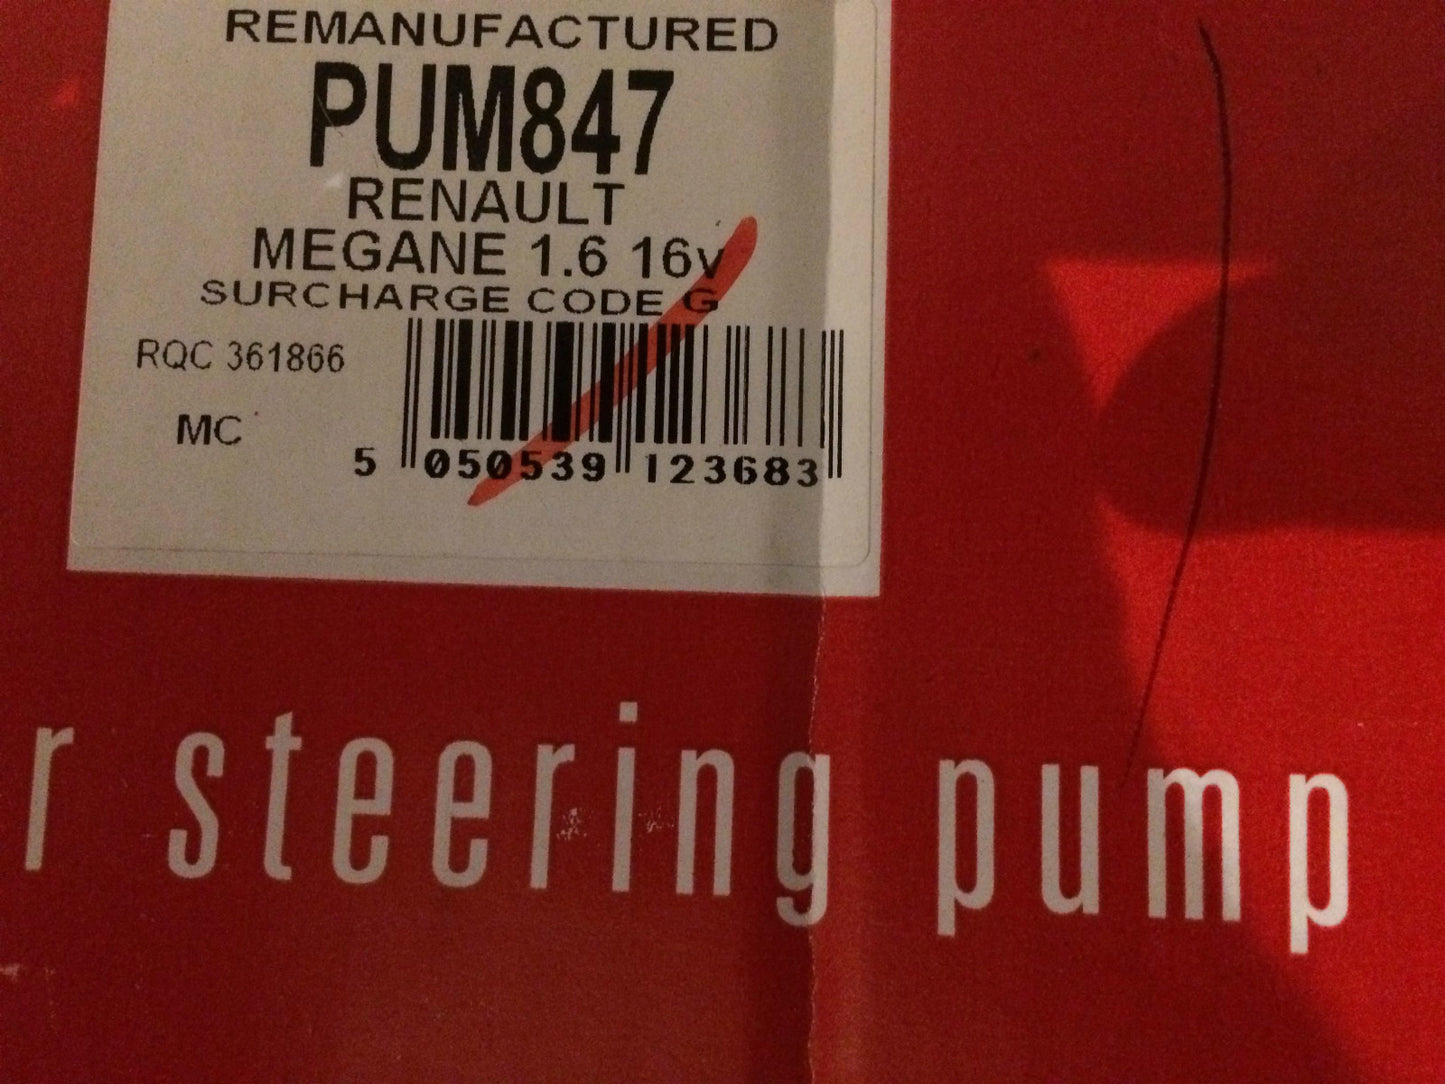 REMANUFACTURED
PUM847
RENAULT
MEGANE 1.6 16v
SURCHARGE CODE G
RQC 361866
MC
5 050539 123683
r steering pump